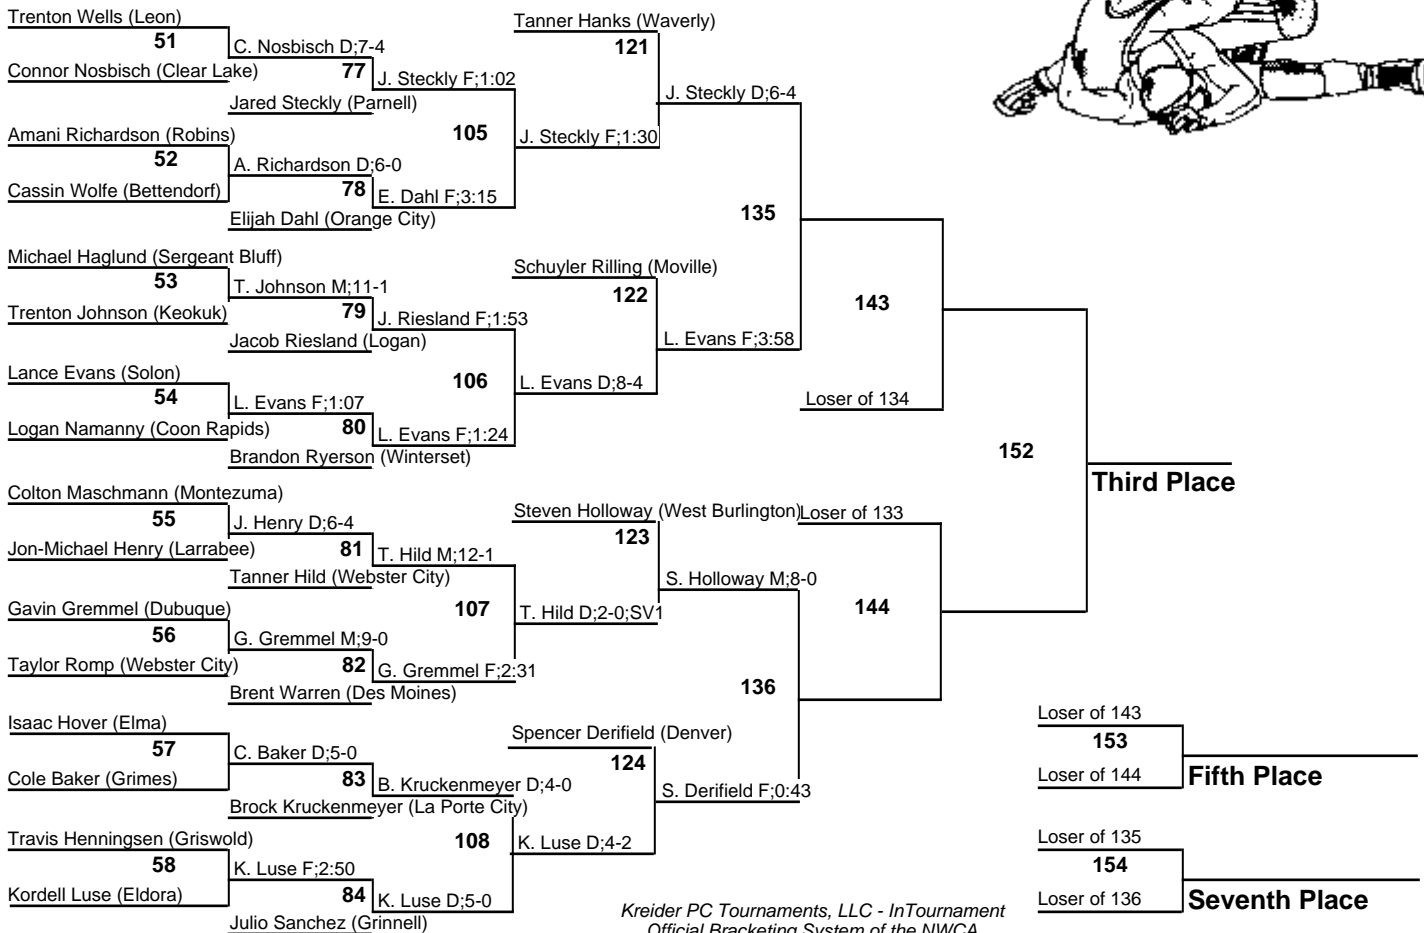 Trenton Wells (Leon)
51
Connor Nosbisch (Clear Lake)
C. Nosbisch D;7-4
77
Jared Steckly (Parnell)
J. Steckly F;1:02
Amani Richardson (Robins)
52
Cassin Wolfe (Bettendorf)
A. Richardson D;6-0
78
Elijah Dahl (Orange City)
E. Dahl F;3:15
105
J. Steckly F;1:30
Tanner Hanks (Waverly)
121
J. Steckly D;6-4
Michael Haglund (Sergeant Bluff)
53
Trenton Johnson (Keokuk)
T. Johnson M;11-1
79
Jacob Riesland (Logan)
J. Riesland F;1:53
Lance Evans (Solon)
54
Logan Namanny (Coon Rapids)
L. Evans F;1:07
80
Brandon Ryerson (Winterset)
L. Evans F;1:24
106
L. Evans D;8-4
Schuyler Rilling (Moville)
122
L. Evans F;3:58
135
143
Loser of 134
Colton Maschmann (Montezuma)
55
Jon-Michael Henry (Larrabee)
J. Henry D;6-4
81
Tanner Hild (Webster City)
T. Hild M;12-1
Gavin Gremmel (Dubuque)
56
Taylor Romp (Webster City)
G. Gremmel M;9-0
82
Brent Warren (Des Moines)
G. Gremmel F;2:31
107
T. Hild D;2-0;SV1
Steven Holloway (West Burlington)
123
S. Holloway M;8-0
Isaac Hover (Elma)
57
Cole Baker (Grimes)
C. Baker D;5-0
83
Brock Kruckenmeyer (La Porte City)
B. Kruckenmeyer D;4-0
Travis Henningsen (Griswold)
58
Kordell Luse (Eldora)
K. Luse F;2:50
84
Julio Sanchez (Grinnell)
K. Luse D;5-0
108
K. Luse D;4-2
Spencer Derifield (Denver)
124
S. Derifield F;0:43
136
Loser of 133
144
152
Third Place
Loser of 143
153
Loser of 144
Fifth Place
Loser of 135
154
Loser of 136
Seventh Place
Kreider PC Tournaments, LLC - InTournament
Official Bracketing System of the NWCA